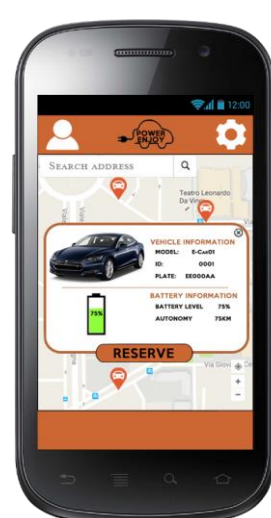 12:00
POWER
ENJOY
SEARCH ADDRESS
Teatro Leonardo
Da Vinci
VEHICLE INFORMATION
MODEL: E-CAR01
ID: 0001
PLATE: EE000AA
BATTERY INFORMATION
75%
BATTERY LEVEL 75%
AUTONOMY 75KM
RESERVE
Via Giov